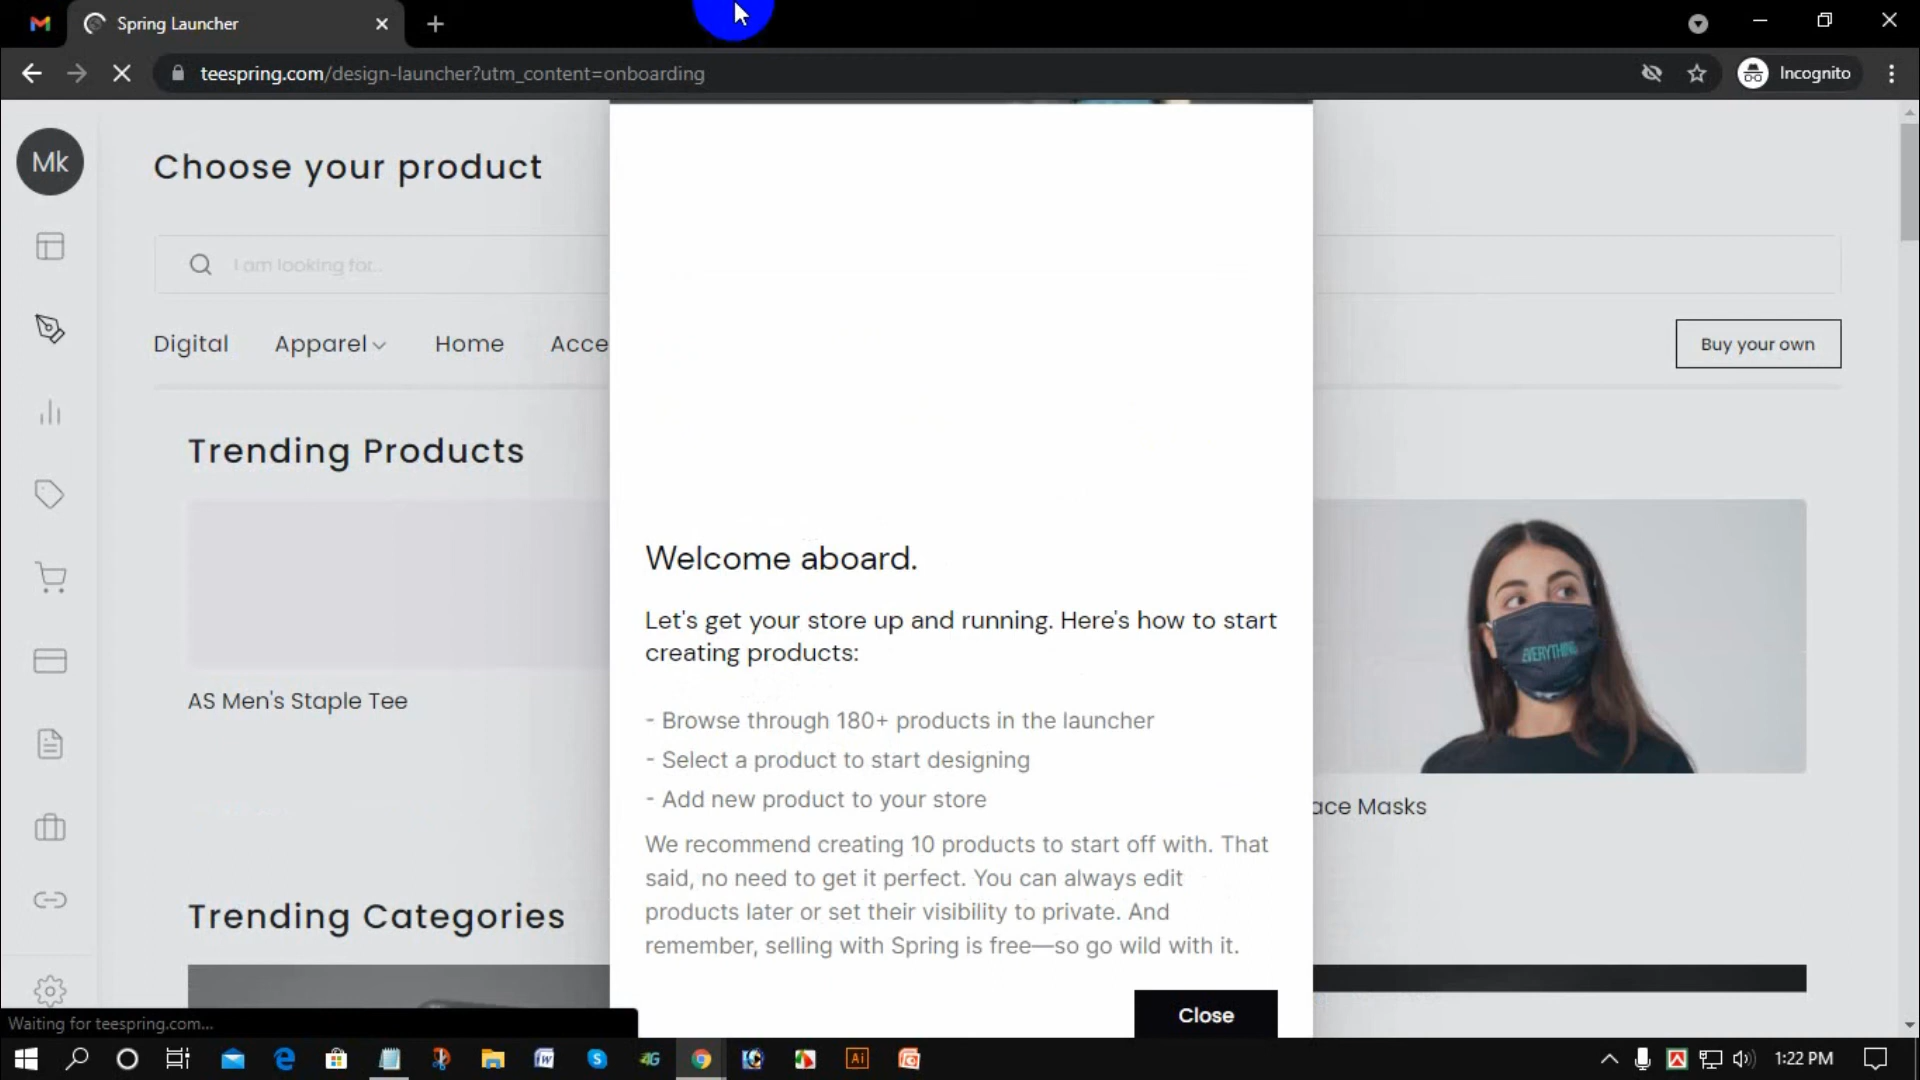 Spring Launcher
teespring.com/design-launcher?utm_content=onboarding
Incognito
Mk
Choose your product
I am looking for..
Digital
Apparel
Home
Acce
Buy your own
Trending Products
AS Men's Staple Tee
EVERYTHING
ace Masks
Trending Categories
Welcome aboard.
Let's get your store up and running. Here's how to start
creating products:
- Browse through 180+ products in the launcher
- Select a product to start designing
- Add new product to your store
We recommend creating 10 products to start off with. That
said, no need to get it perfect. You can always edit
products later or set their visibility to private. And
remember, selling with Spring is free—so go wild with it.
Close
Waiting for teespring.com...
4G
Ai
1:22 PM